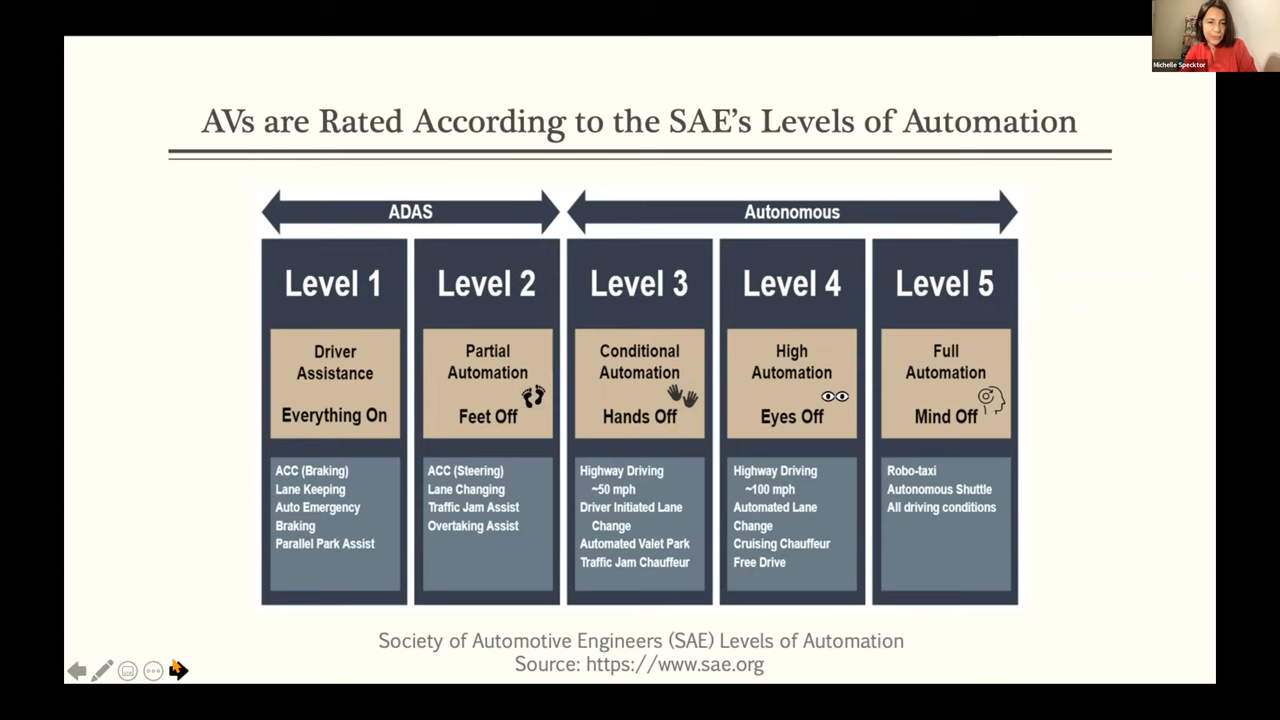 Michelle Specktor
AVs are Rated According to the SAE's Levels of Automation
ADAS
Autonomous
Level 1
Driver
Assistance
Everything On
ACC (Braking)
Lane Keeping
Auto Emergency
Braking
Parallel Park Assist
Level 2
Partial
Automation
Feet Off
ACC (Steering)
Lane Changing
Traffic Jam Assist
Overtaking Assist
Level 3
Conditional
Automation
Hands Off
Highway Driving
~50 mph
Driver Initiated Lane
Change
Automated Valet Park
Traffic Jam Chauffeur
Level 4
High
Automation
Eyes Off
Highway Driving
~100 mph
Automated Lane
Change
Cruising Chauffeur
Free Drive
Level 5
Full
Automation
Mind Off
Robo-taxi
Autonomous Shuttle
All driving conditions
Society of Automotive Engineers (SAE) Levels of Automation
Source: https://www.sae.org